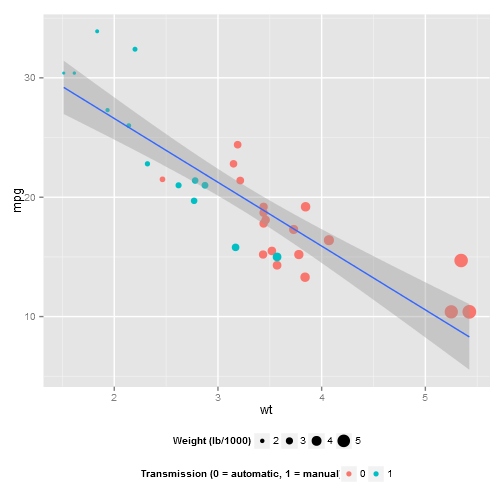 30
20
10
mpg
2 3 4 5
wt
Weight (lb/1000) 2 3 4 5
Transmission (0 = automatic, 1 = manual) 0 1